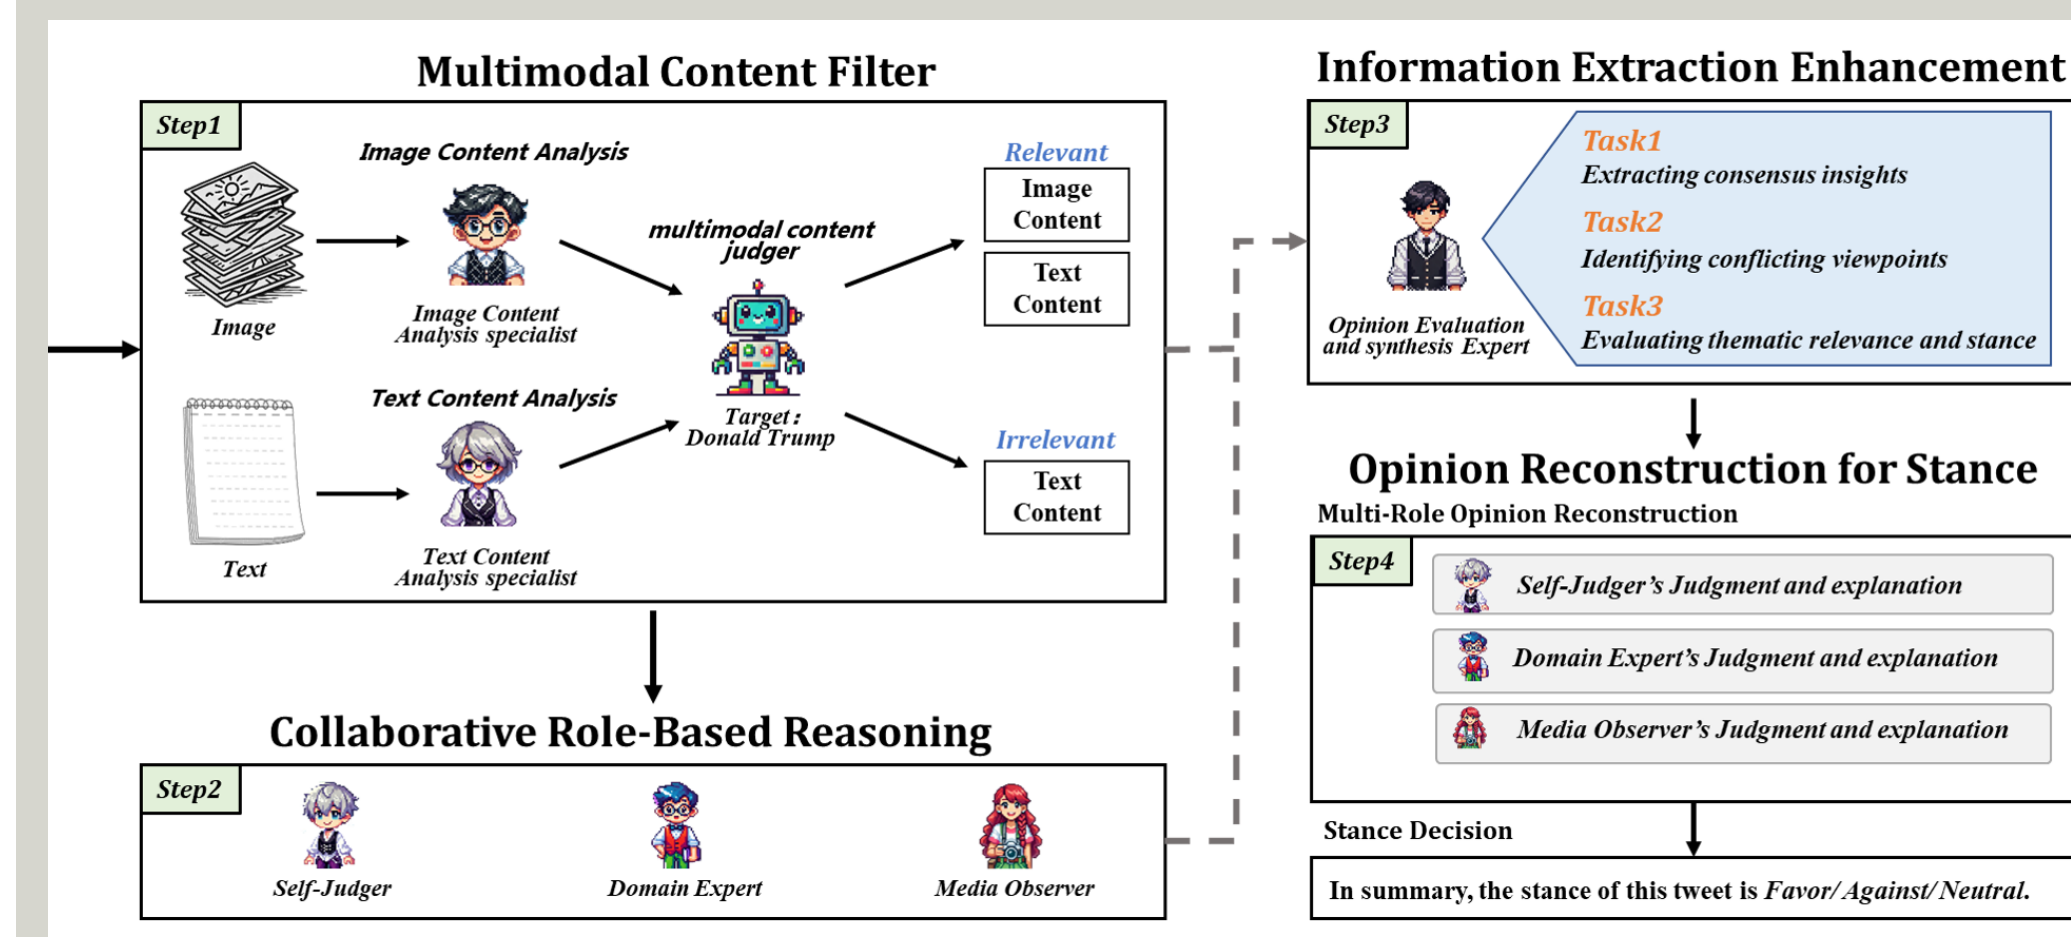 Multimodal Content Filter
Step1
Image Content Analysis
Image
Image Content
Analysis specialist
Text Content Analysis
Text
Text Content
Analysis specialist
multimodal content
judger
Target:
Donald Trump
Relevant
Image
Content
Text
Content
Irrelevant
Text
Content
Collaborative Role-Based Reasoning
Step2
Self-Judger
Domain Expert
Media Observer
Information Extraction Enhancement
Step3
Opinion Evaluation
and synthesis Expert
Task1
Extracting consensus insights
Task2
Identifying conflicting viewpoints
Task3
Evaluating thematic relevance and stance
Opinion Reconstruction for Stance
Multi-Role Opinion Reconstruction
Step4
Self-Judger’s Judgment and explanation
Domain Expert’s Judgment and explanation
Media Observer’s Judgment and explanation
Stance Decision
In summary, the stance of this tweet is Favor/Against/Neutral.